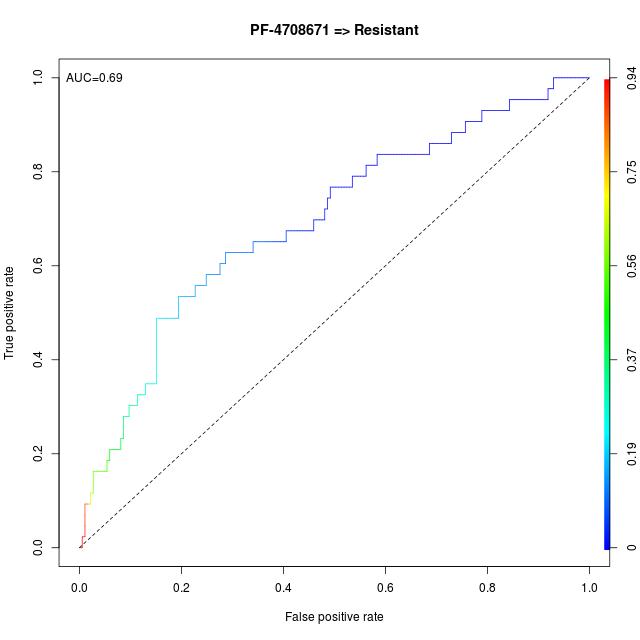 PF-4708671 => Resistant
AUC=0.69
True positive rate
1.0
0.8
0.6
0.4
0.2
0.0
0.0 0.2 0.4 0.6 0.8 1.0
False positive rate
0.94
0.75
0.56
0.37
0.19
0